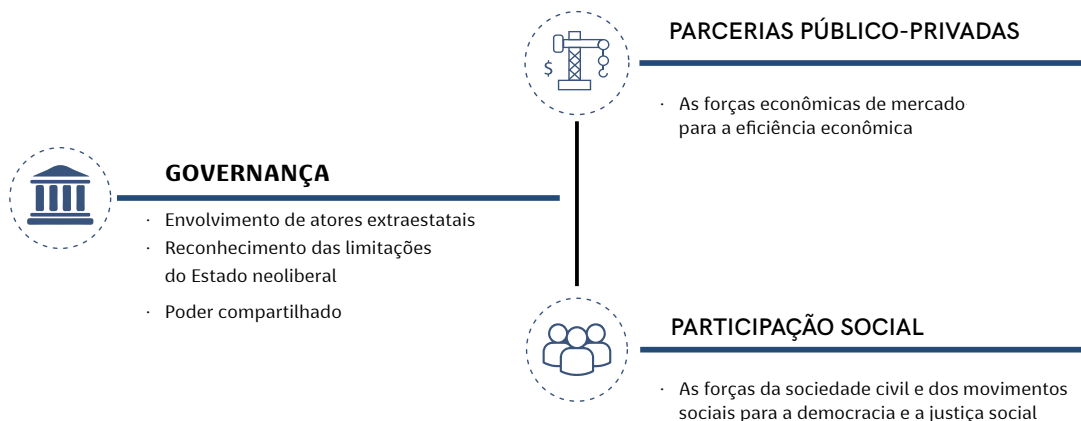 GOVERNANÇA
· Envolvimento de atores extraestatais
· Reconhecimento das limitações
do Estado neoliberal
· Poder compartilhado
$
PARCERIAS PÚBLICO-PRIVADAS
· As forças econômicas de mercado
para a eficiência econômica
PARTICIPAÇÃO SOCIAL
· As forças da sociedade civil e dos movimentos
sociais para a democracia e a justiça social